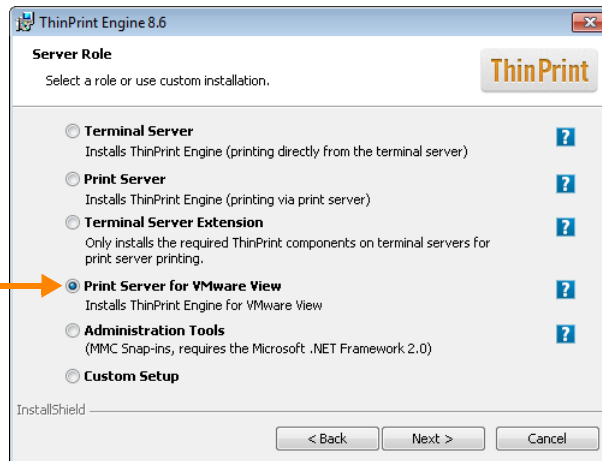 ThinPrint Engine 8.6
Server Role
Select a role or use custom installation.
ThinPrint
Terminal Server
Installs ThinPrint Engine (printing directly from the terminal server)
?
Print Server
Installs ThinPrint Engine (printing via print server)
?
Terminal Server Extension
Only installs the required ThinPrint components on terminal servers for
print server printing.
?
Print Server for VMware View
Installs ThinPrint Engine for VMware View
?
Administration Tools
(MMC Snap-ins, requires the Microsoft .NET Framework 2.0)
?
Custom Setup
InstallShield
< Back
Next >
Cancel